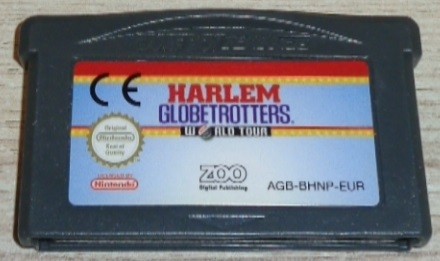 CE
HARLEM
GLOBETROTTERS
WORLD TOUR
Original
Nintendo
Seal of
Quality
Nintendo
ZOO
Digital Publishing
AGB-BHNP-EUR